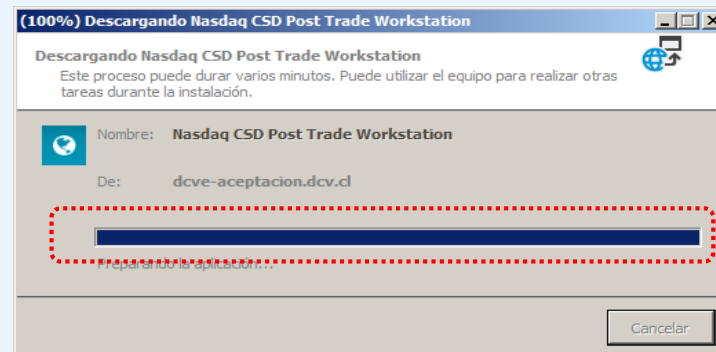 (100%) Descargando Nasdaq CSD Post Trade Workstation
Descargando Nasdaq CSD Post Trade Workstation
Este proceso puede durar varios minutos. Puede utilizar el equipo para realizar otras
tareas durante la instalación.
Nombre: Nasdaq CSD Post Trade Workstation
De: dcve-aceptacion.dcv.cl
Preparando la aplicación...
Cancelar